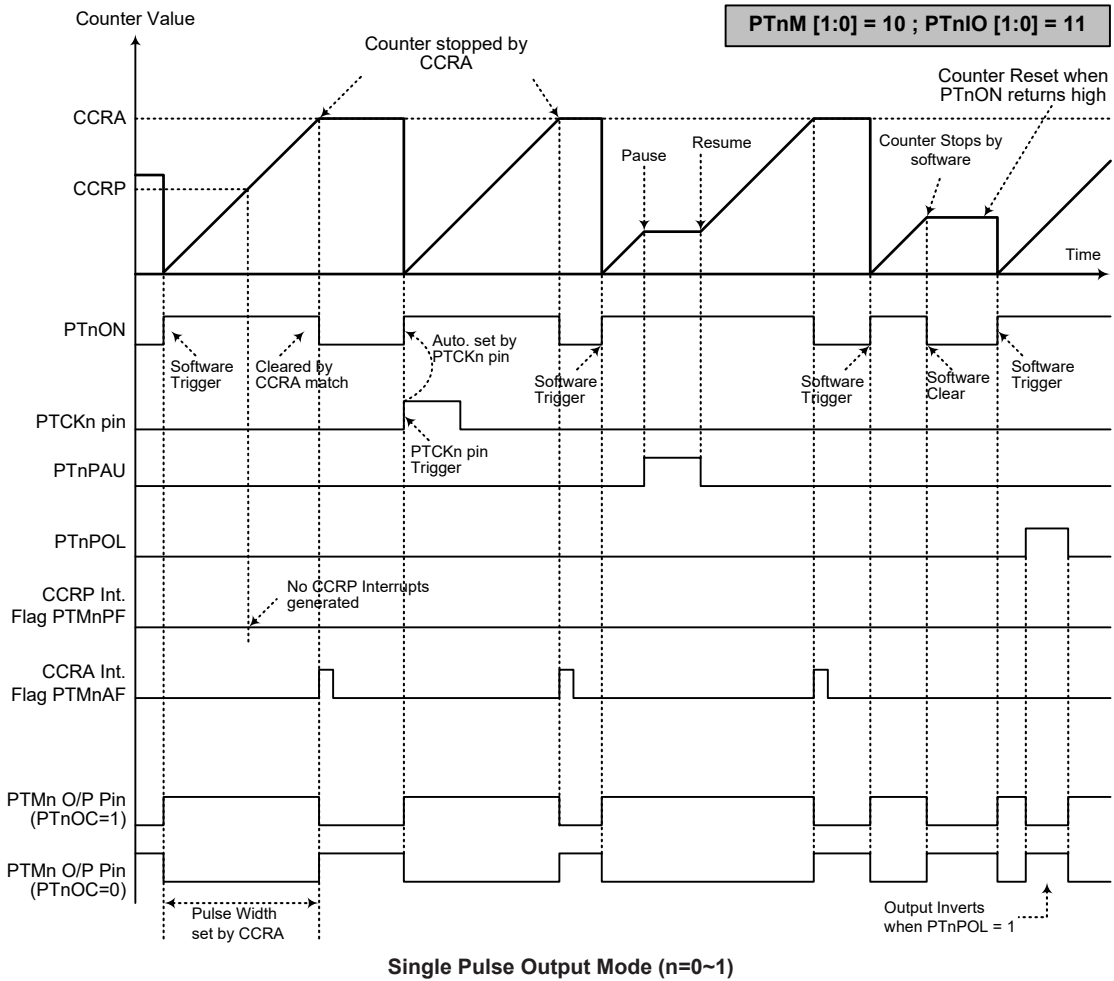 Counter Value
PTnM [1:0] = 10 ; PTnIO [1:0] = 11
Counter stopped by
CCRA
Counter Reset when
PTnON returns high
CCRA
Pause
Resume
Counter Stops by
software
CCRP
Time
PTnON
Software
Trigger
Cleared by
CCRA match
Auto. set by
PTCKn pin
Software
Trigger
Software
Trigger
Software
Clear
Software
Trigger
PTCKn pin
PTCKn pin
Trigger
PTnPAU
PTnPOL
No CCRP Interrupts
generated
CCRP Int.
Flag PTMnPF
CCRA Int.
Flag PTMnAF
PTMn O/P Pin
(PTnOC=1)
PTMn O/P Pin
(PTnOC=0)
Pulse Width
set by CCRA
Output Inverts
when PTnPOL = 1
Single Pulse Output Mode (n=0~1)